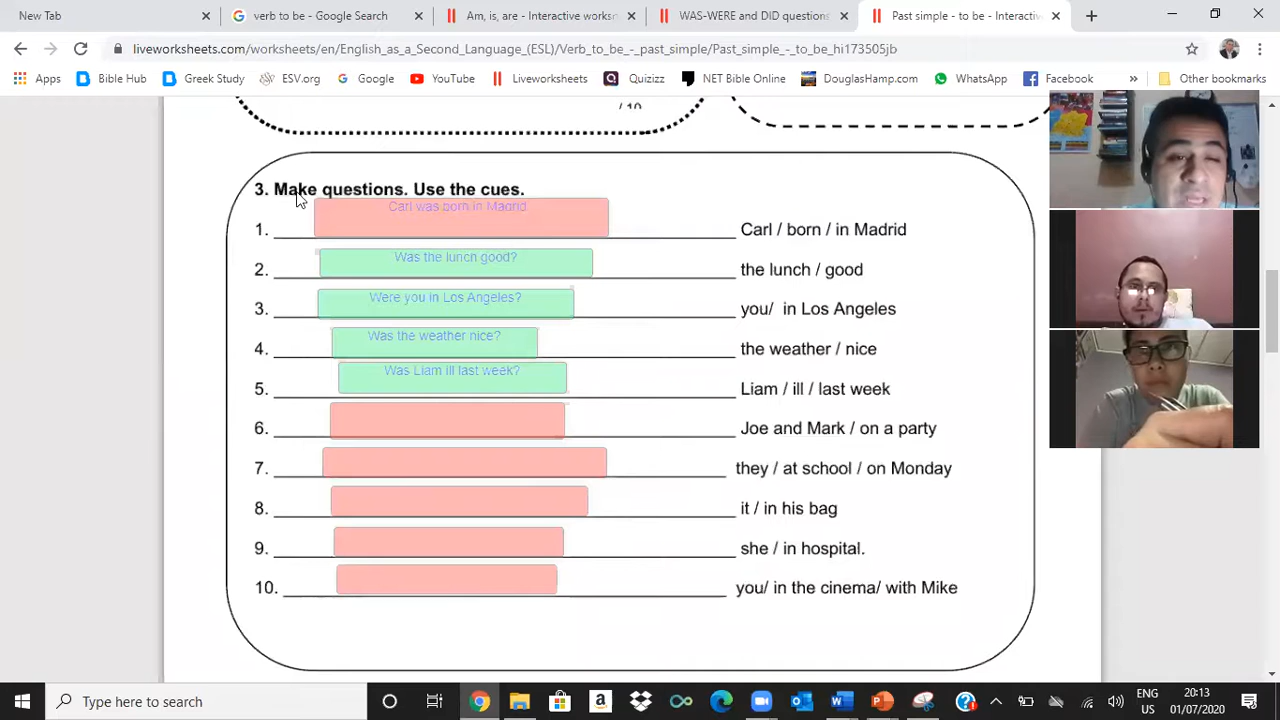 New Tab
verb to be - Google Search
Am, is, are - Interactive works
WAS-WERE and DID questions
Past simple - to be - Interactiv
liveworksheets.com/worksheets/en/English_as_a_Second_Language_(ESL)/Verb_to_be_-_past_simple/Past_simple_-_to_be_hi173505jb
Apps
Bible Hub
Greek Study
ESV.org
Google
YouTube
Liveworksheets
Quizizz
NET Bible Online
DouglasHamp.com
WhatsApp
Facebook
»
Other bookmarks
/ 10
3. Make questions. Use the cues.
Carl was born in Madrid
1. Carl / born / in Madrid
Was the lunch good?
2. the lunch / good
Were you in Los Angeles?
3. you/ in Los Angeles
Was the weather nice?
4. the weather / nice
Was Liam ill last week?
5. Liam / ill / last week
6. Joe and Mark / on a party
7. they / at school / on Monday
8. it / in his bag
9. she / in hospital.
10. you/ in the cinema/ with Mike
Type here to search
ENG
ES
20:13
01/07/2020